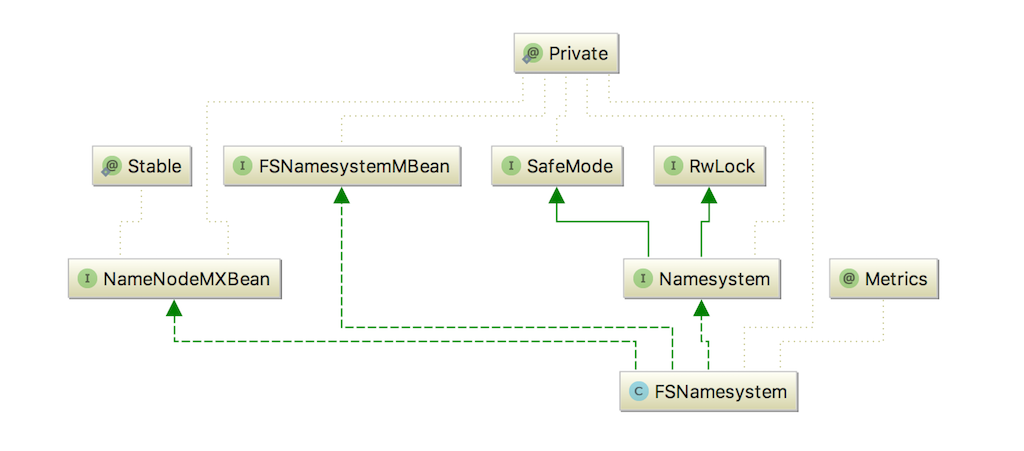 @ Private
@ Stable
I FSNamesystemMBean
I SafeMode
I RwLock
I NameNodeMXBean
I Namesystem
@ Metrics
C FSNamesystem